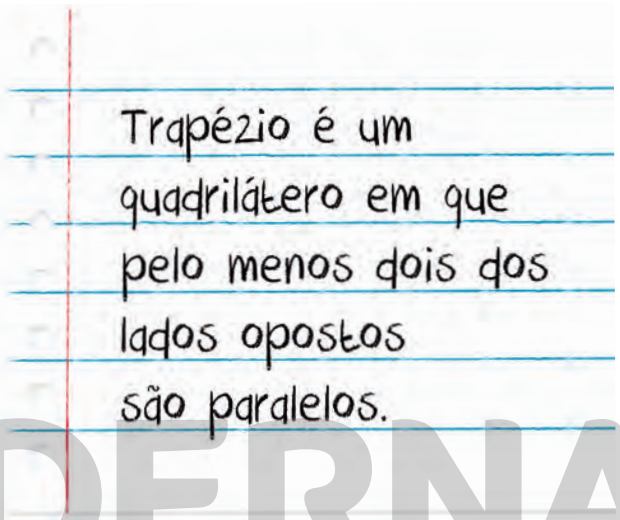 Trapézio é um
quadrilátero em que
pelo menos dois dos
lados opostos
são paralelos.
DERNA